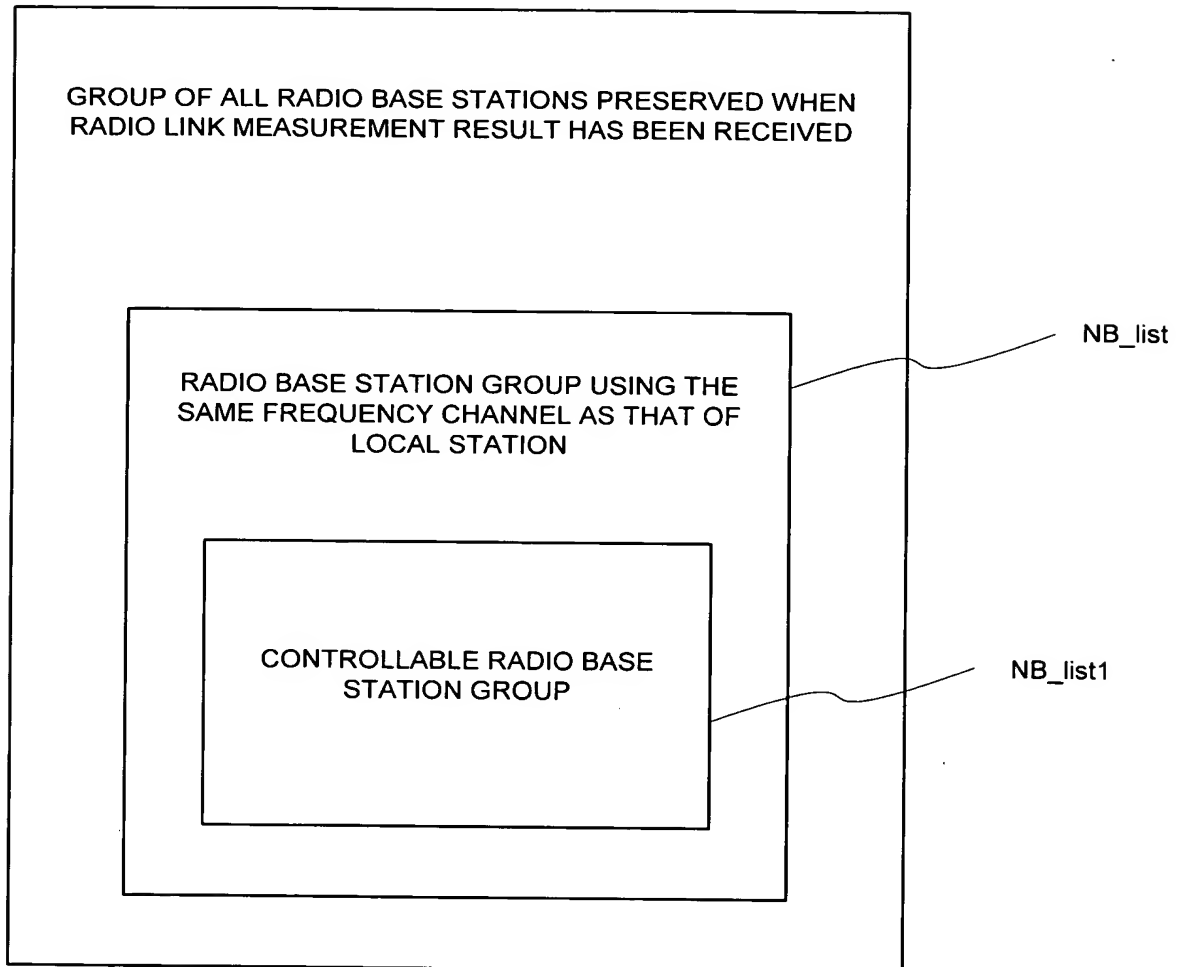 GROUP OF ALL RADIO BASE STATIONS PRESERVED WHEN
RADIO LINK MEASUREMENT RESULT HAS BEEN RECEIVED
NB_list
RADIO BASE STATION GROUP USING THE
SAME FREQUENCY CHANNEL AS THAT OF
LOCAL STATION
CONTROLLABLE RADIO BASE
STATION GROUP
NB_list1